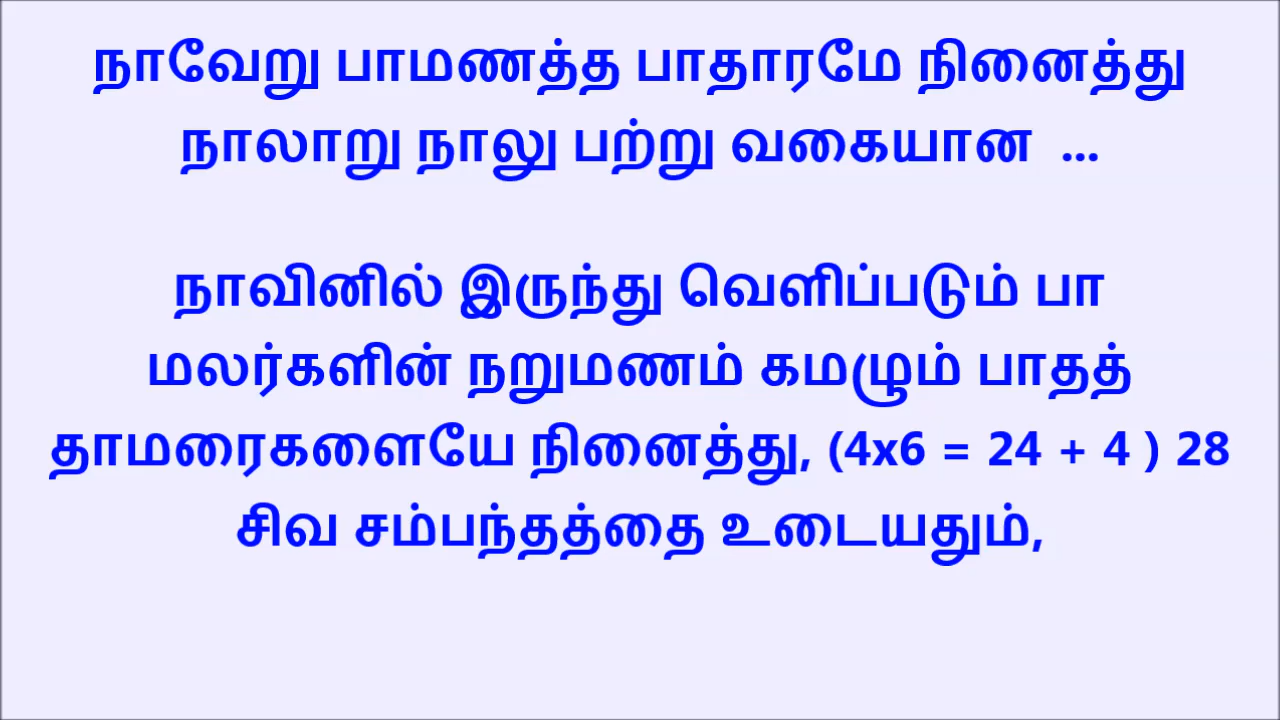 நாவேறு பாமணத்த பாதாரமே நினைத்து
நாலாறு நாலு பற்று வகையான ...
நாவினில் இருந்து வெளிப்படும் பா
மலர்களின் நறுமணம் கமழும் பாதத்
தாமரைகளையே நினைத்து, (4x6 = 24 + 4 ) 28
சிவ சம்பந்தத்தை உடையதும்,